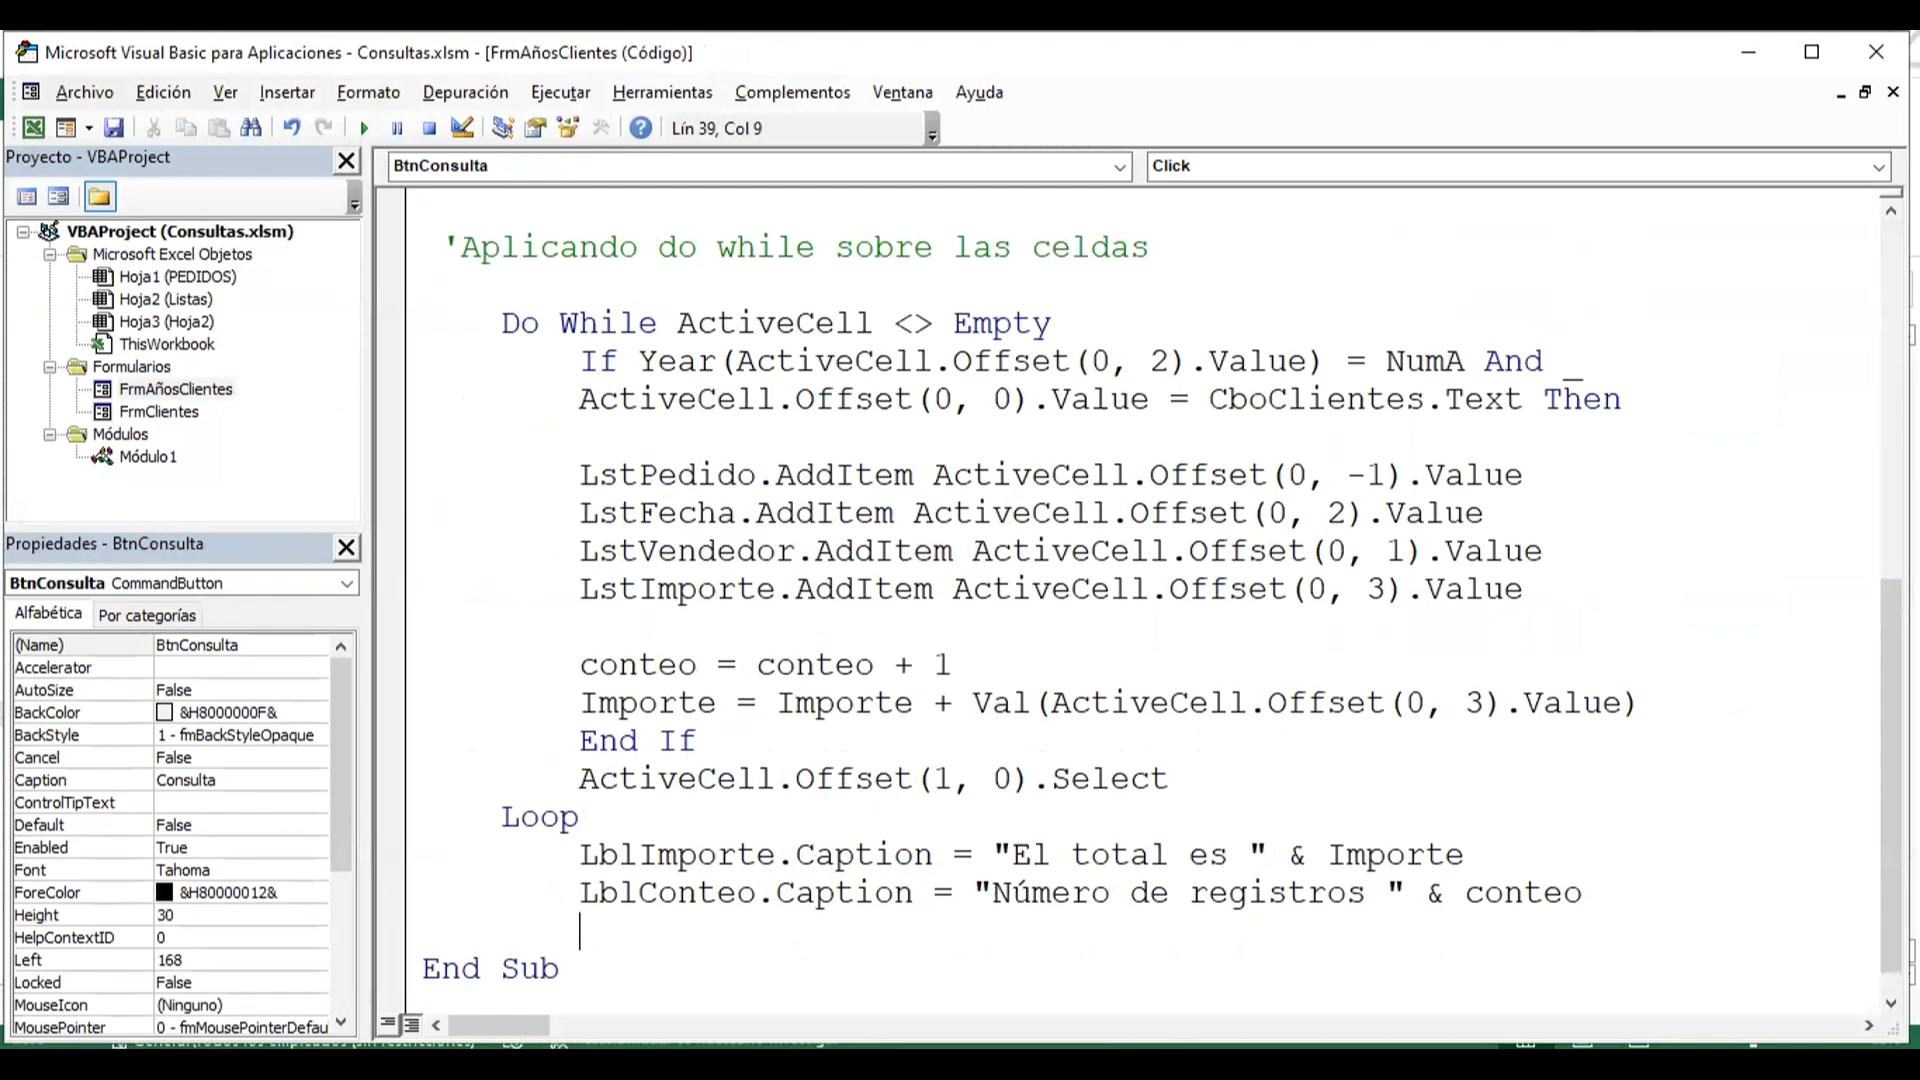 Microsoft Visual Basic para Aplicaciones - Consultas.xlsm - [FrmAñosClientes (Código)]
Archivo Edición Ver Insertar Formato Depuración Ejecutar Herramientas Complementos Ventana Ayuda
Lín 39, Col 9
Proyecto - VBAProject
VBAProject (Consultas.xlsm)
Microsoft Excel Objetos
Hoja1 (PEDIDOS)
Hoja2 (Listas)
Hoja3 (Hoja2)
ThisWorkbook
Formularios
FrmAñosClientes
FrmClientes
Módulos
Módulo1
Propiedades - BtnConsulta
BtnConsulta CommandButton
Alfabética Por categorías
(Name) BtnConsulta
Accelerator
AutoSize False
BackColor &H8000000F&
BackStyle 1 - fmBackStyleOpaque
Cancel False
Caption Consulta
ControlTipText
Default False
Enabled True
Font Tahoma
ForeColor &H80000012&
Height 30
HelpContextID 0
Left 168
Locked False
MouseIcon (Ninguno)
MousePointer 0 - fmMousePointerDefau
BtnConsulta Click
'Aplicando do while sobre las celdas
Do While ActiveCell <> Empty
If Year(ActiveCell.Offset(0, 2).Value) = NumA And _
ActiveCell.Offset(0, 0).Value = CboClientes.Text Then
LstPedido.AddItem ActiveCell.Offset(0, -1).Value
LstFecha.AddItem ActiveCell.Offset(0, 2).Value
LstVendedor.AddItem ActiveCell.Offset(0, 1).Value
LstImporte.AddItem ActiveCell.Offset(0, 3).Value
conteo = conteo + 1
Importe = Importe + Val(ActiveCell.Offset(0, 3).Value)
End If
ActiveCell.Offset(1, 0).Select
Loop
LblImporte.Caption = "El total es " & Importe
LblConteo.Caption = "Número de registros " & conteo
End Sub